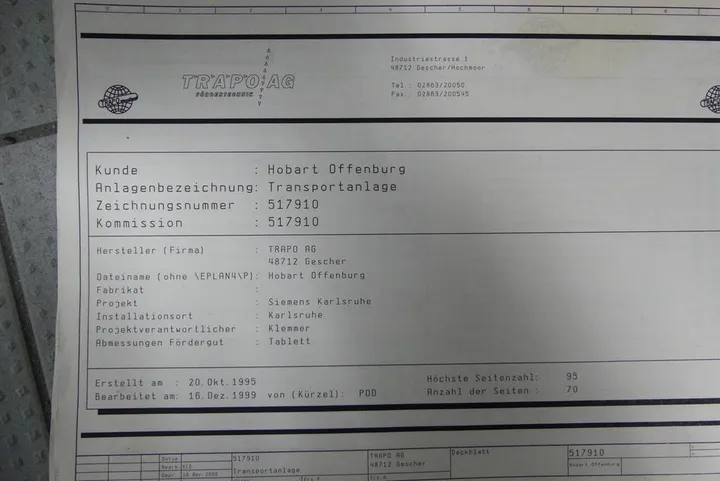 TRAPO AG
FÖRDERTECHNIK
Industriestrasse 1
48712 Gescher/Hochmoor
Tel : 02863/20050
Fax : 02863/200545
Kunde : Hobart Offenburg
Anlagenbezeichnung: Transportanlage
Zeichnungsnummer : 517910
Kommission : 517910
Hersteller (Firma) : TRAPO AG
48712 Gescher
Dateiname (ohne \EPLAN4\P): Hobart Offenburg
Fabrikat :
Projekt : Siemens Karlsruhe
Installationsort : Karlsruhe
Projektverantwortlicher : Klemmer
Abmessungen Fördergut : Tablett
Erstellt am : 20.Okt.1995
Bearbeitet am: 16.Dez.1999 von (Kürzel): POD
Höchste Seitenzahl: 95
Anzahl der Seiten : 70
Datum
517910
Transportanlage
TRAPO AG
48712 Gescher
Deckblatt
517910
Hobart Offenburg